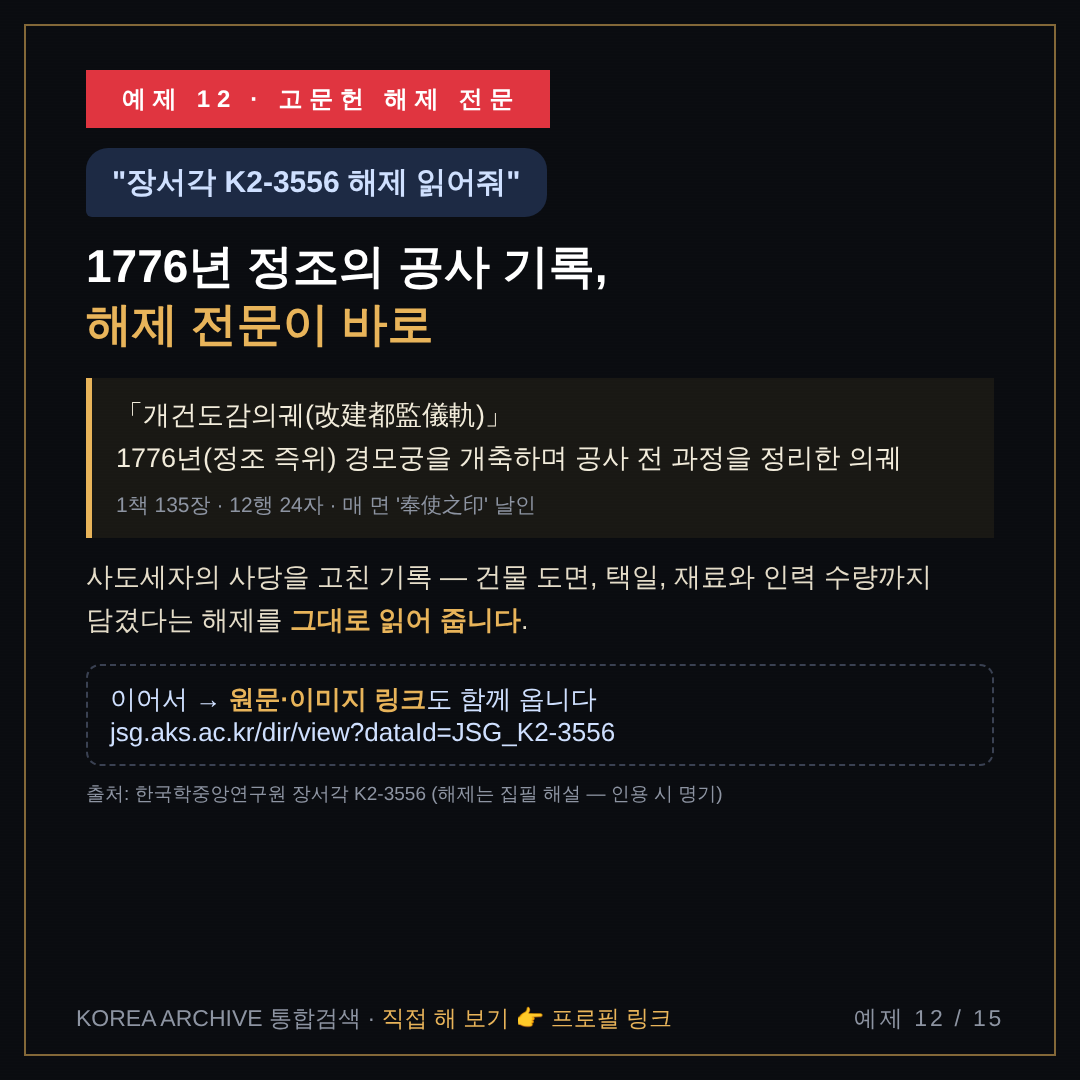 예제 12 · 고문헌 해제 전문
"장서각 K2-3556 해제 읽어줘"
1776년 정조의 공사 기록,
해제 전문이 바로
「개건도감의궤(改建都監儀軌)」
1776년(정조 즉위) 경모궁을 개축하며 공사 전 과정을 정리한 의궤
1책 135장 · 12행 24자 · 매 면 '奉使之印' 날인
사도세자의 사당을 고친 기록 — 건물 도면, 택일, 재료와 인력 수량까지
담겼다는 해제를 그대로 읽어 줍니다.
이어서 → 원문·이미지 링크도 함께 옵니다
jsg.aks.ac.kr/dir/view?dataId=JSG_K2-3556
출처: 한국학중앙연구원 장서각 K2-3556 (해제는 집필 해설 — 인용 시 명기)
KOREA ARCHIVE 통합검색 · 직접 해 보기 👉 프로필 링크
예제 12 / 15